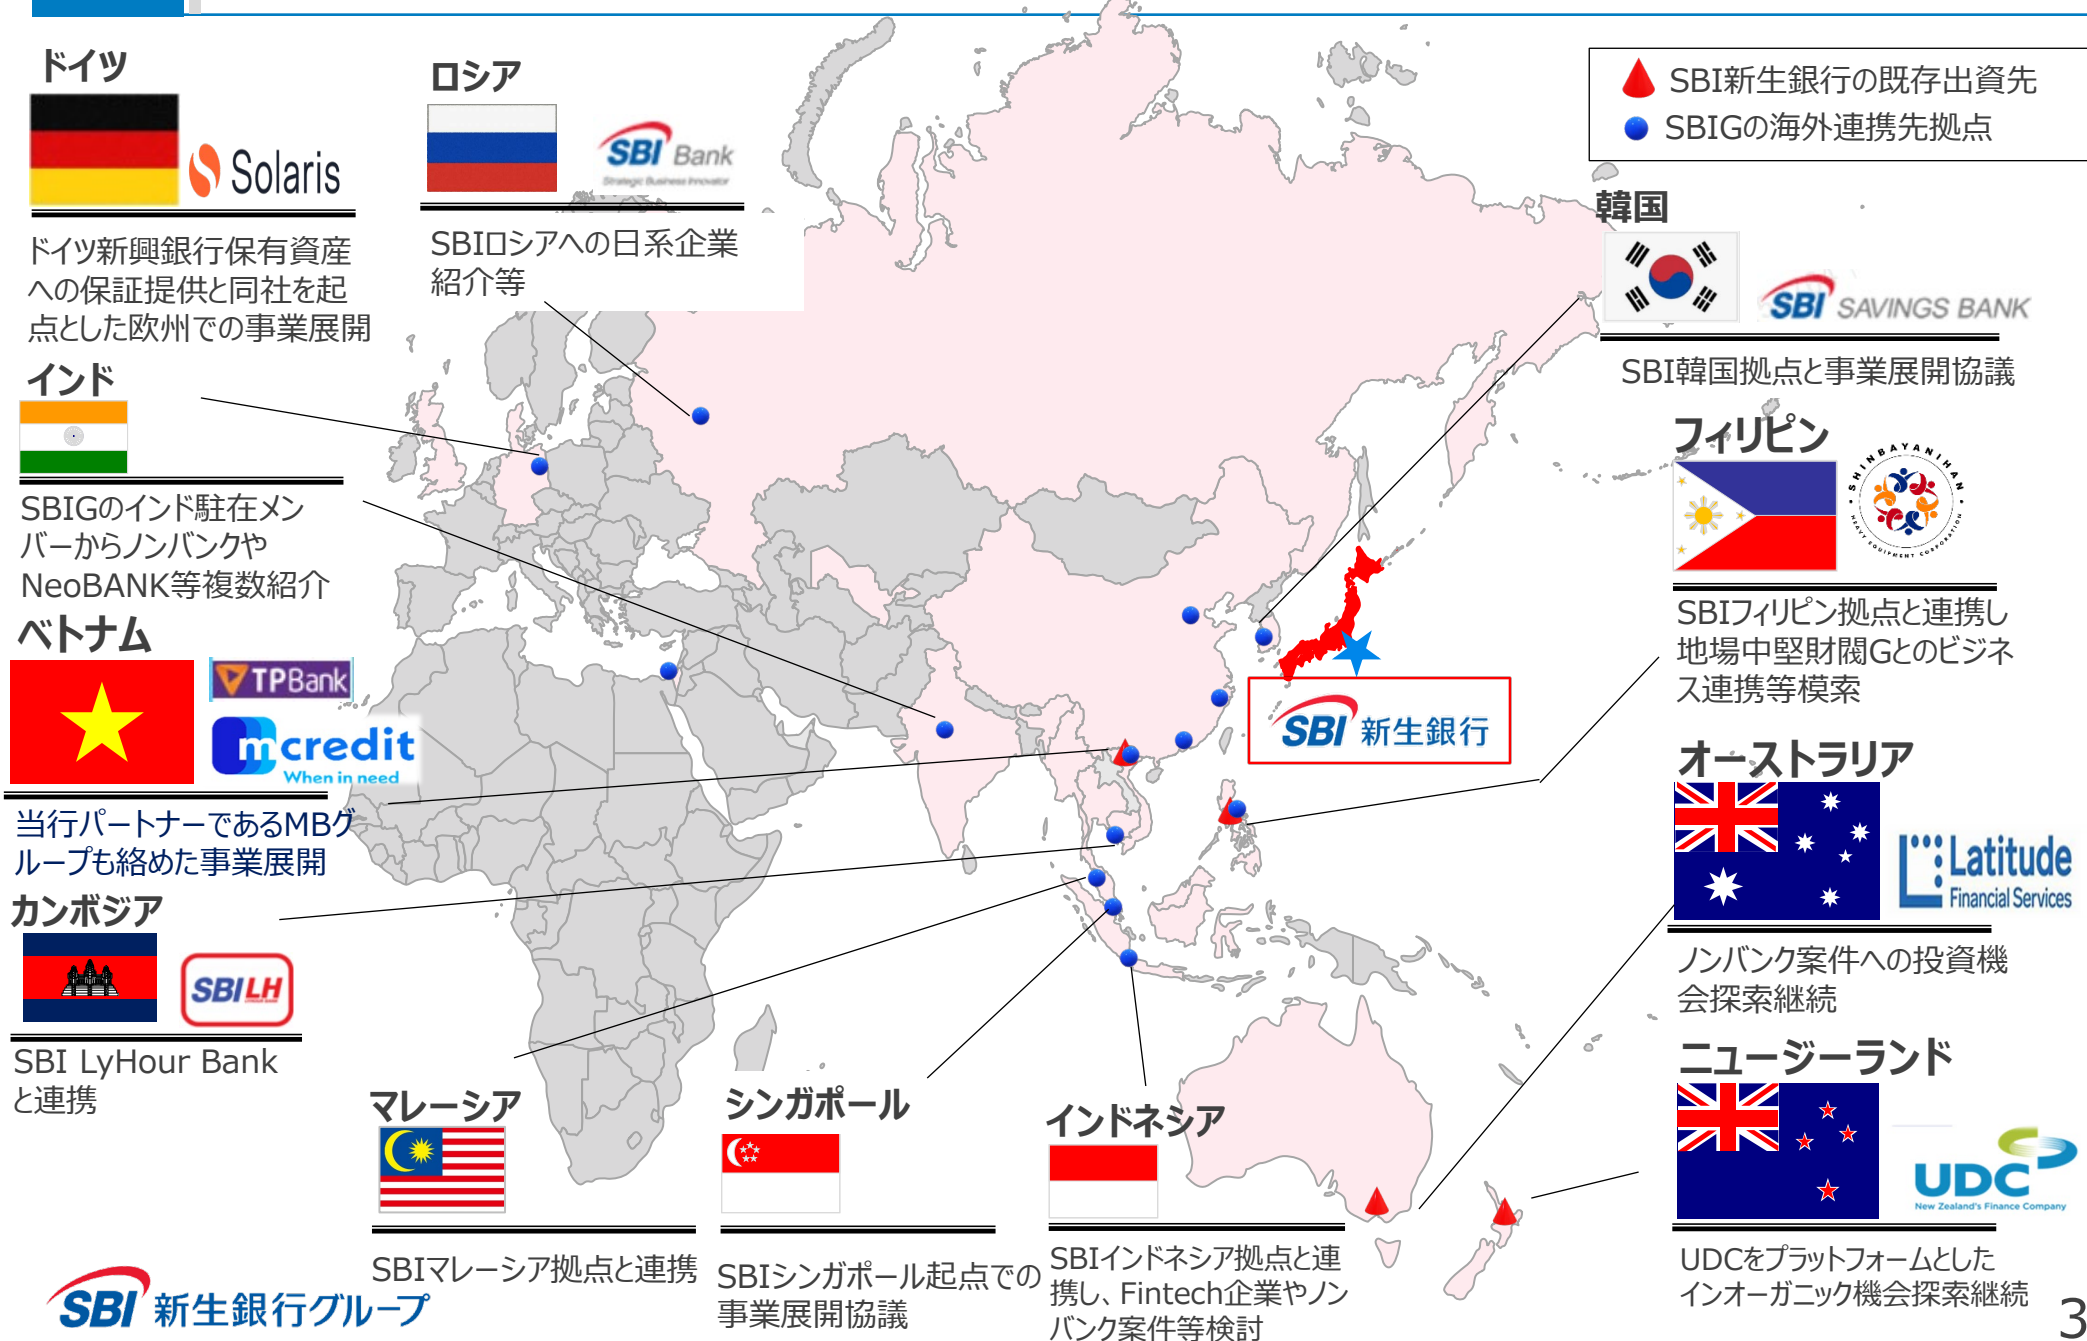 SBI新生銀行の既存出資先
SBIGの海外連携先拠点
ドイツ
Solaris
ドイツ新興銀行保有資産
への保証提供と同社を起
点とした欧州での事業展開
ロシア
SBI Bank
Strategic Business Innovator
SBIロシアへの日系企業
紹介等
韓国
SBI SAVINGS BANK
SBI韓国拠点と事業展開協議
インド
SBIGのインド駐在メン
バーからノンバンクや
NeoBANK等複数紹介
フィリピン
SHINBAYANIHAN
HEAVY EQUIPMENT CORPORATION
SBIフィリピン拠点と連携し
地場中堅財閥Gとのビジネ
ス連携等模索
ベトナム
TPBank
mcredit
When in need
当行パートナーであるMBグ
ループも絡めた事業展開
SBI 新生銀行
オーストラリア
Latitude
Financial Services
ノンバンク案件への投資機
会探索継続
カンボジア
SBI LH
SBI LyHour Bank
と連携
ニュージーランド
UDC
New Zealand's Finance Company
UDCをプラットフォームとした
インオーガニック機会探索継続
マレーシア
SBIマレーシア拠点と連携
シンガポール
SBIシンガポール起点での
事業展開協議
インドネシア
SBIインドネシア拠点と連
携し、Fintech企業やノン
バンク案件等検討
SBI 新生銀行グループ
3